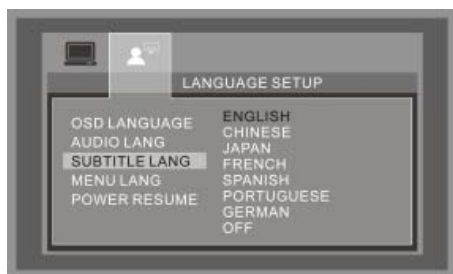 LANGUAGE SETUP
OSD LANGUAGE
AUDIO LANG
SUBTITLE LANG
MENU LANG
POWER RESUME
ENGLISH
CHINESE
JAPAN
FRENCH
SPANISH
PORTUGUESE
GERMAN
OFF